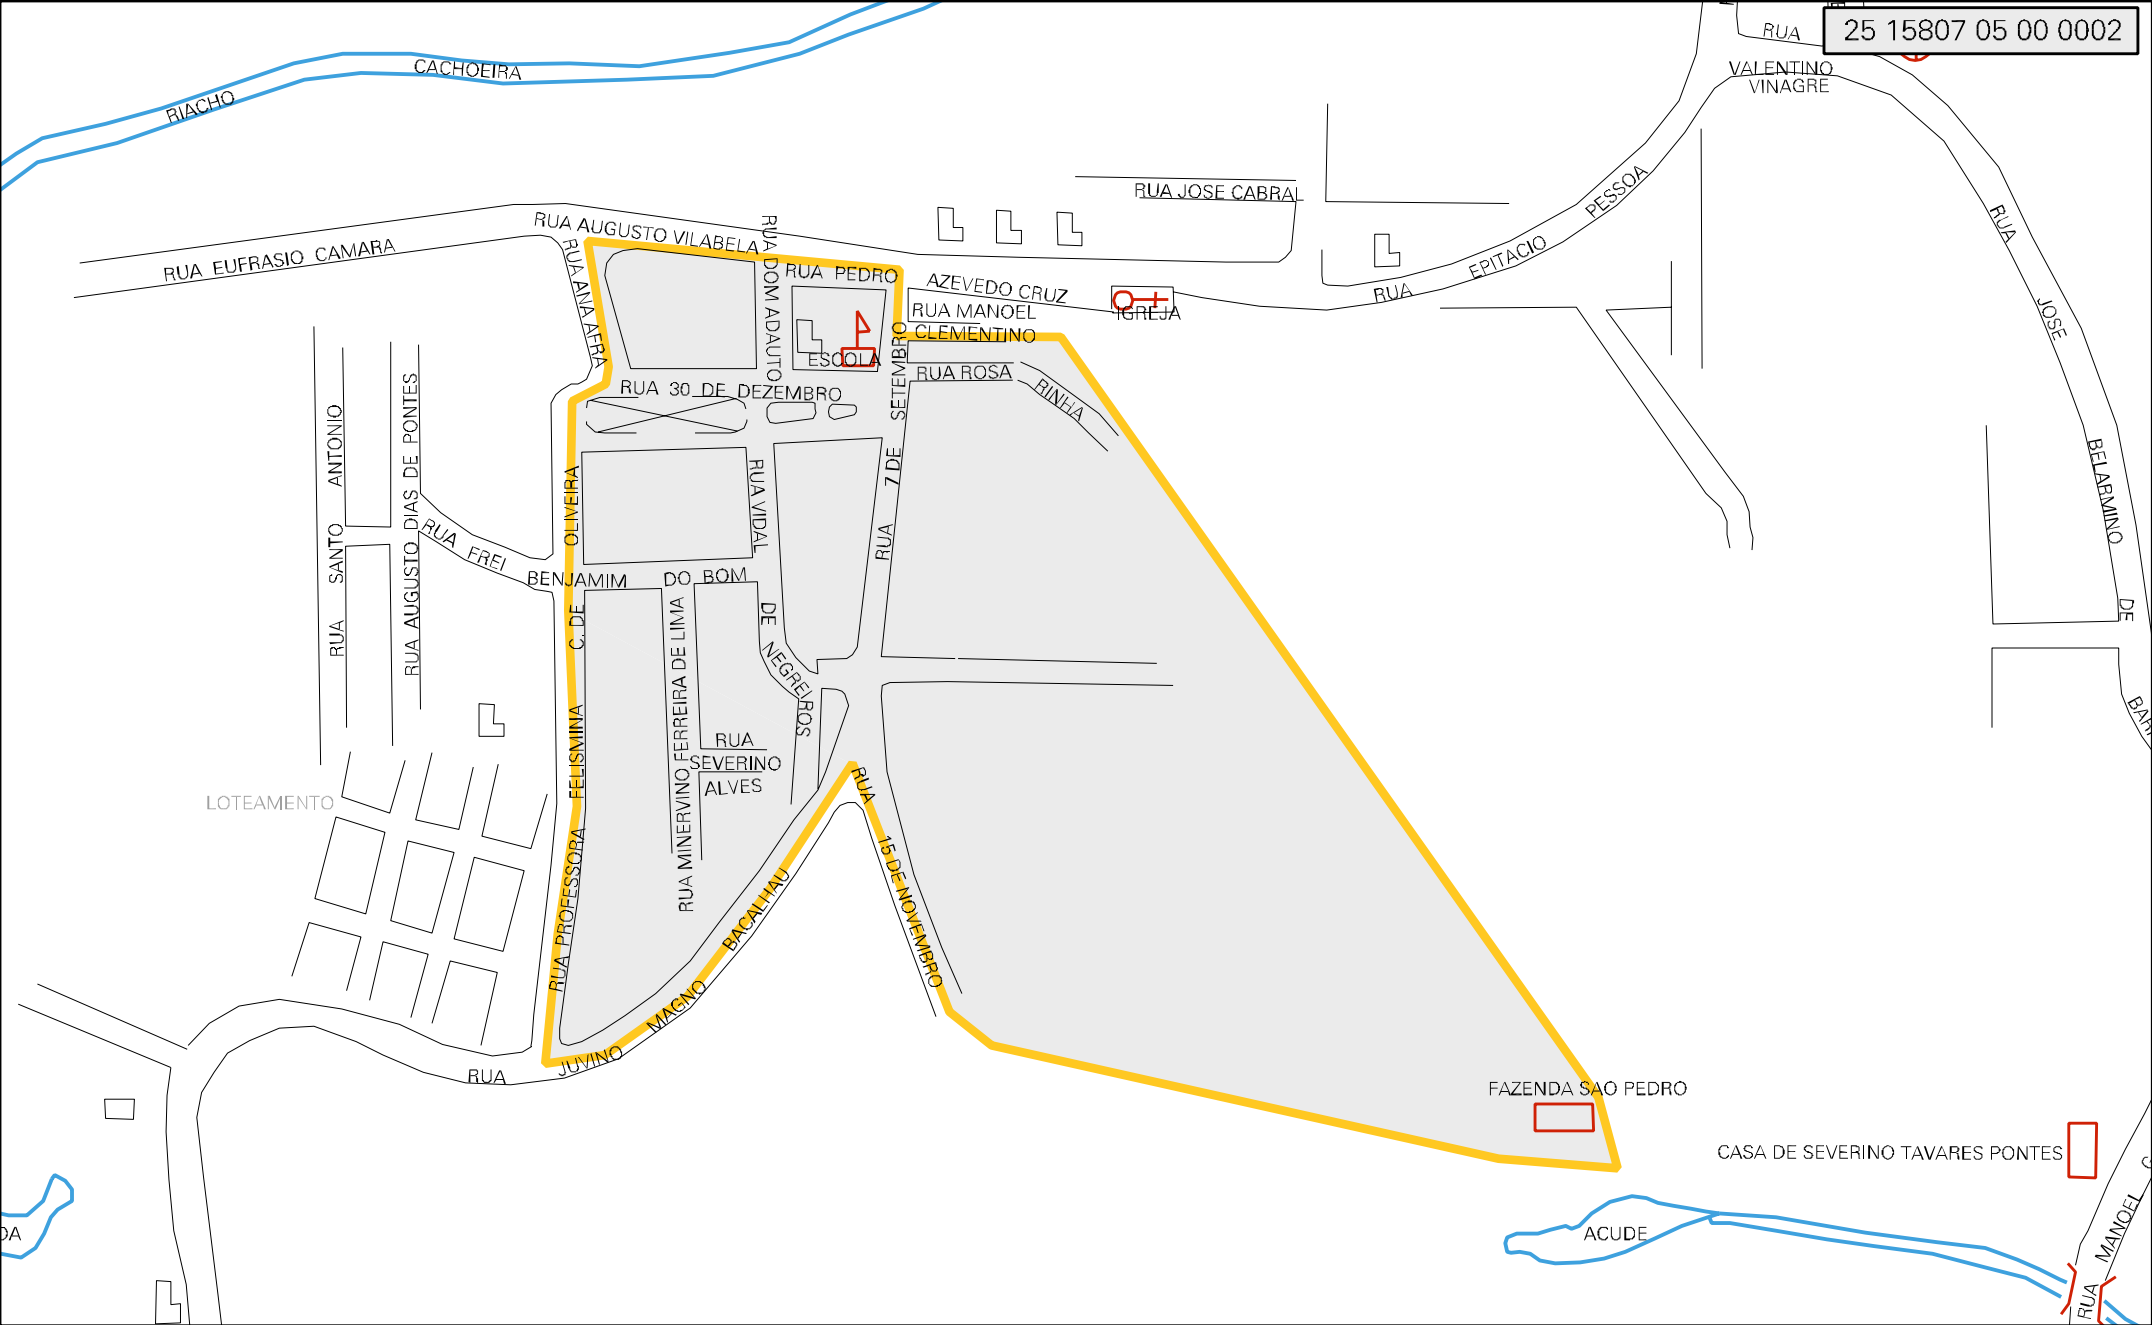 25 15807 05 00 0002
RUA
VALENTINO
VINAGRE
CACHOEIRA
RIACHO
RUA JOSE CABRAL
RUA EPITACIO PESSOA
RUA JOSE BELARMINO DE
RUA EUFRASIO CAMARA
RUA AUGUSTO VILABELA
RUA DOM ADAUTO
RUA ANA AFRA
RUA PEDRO
AZEVEDO CRUZ
RUA MANOEL
CLEMENTINO
IGREJA
ESCOLA
RUA ROSA
RINHA
RUA 30 DE DEZEMBRO
RUA 7 DE SETEMBRO
RUA SANTO ANTONIO
RUA AUGUSTO DIAS DE PONTES
RUA FREI
BENJAMIM
DO BOM
RUA VIDAL
DE
NEGREIROS
RUA PROFESSORA FELISMINA C. DE OLIVEIRA
RUA MINERVINO FERREIRA DE LIMA
RUA
SEVERINO
ALVES
LOTEAMENTO
RUA 15 DE NOVEMBRO
RUA JUVINO MAGNO BACALHAU
FAZENDA SAO PEDRO
CASA DE SEVERINO TAVARES PONTES
ACUDE
RUA MANOEL